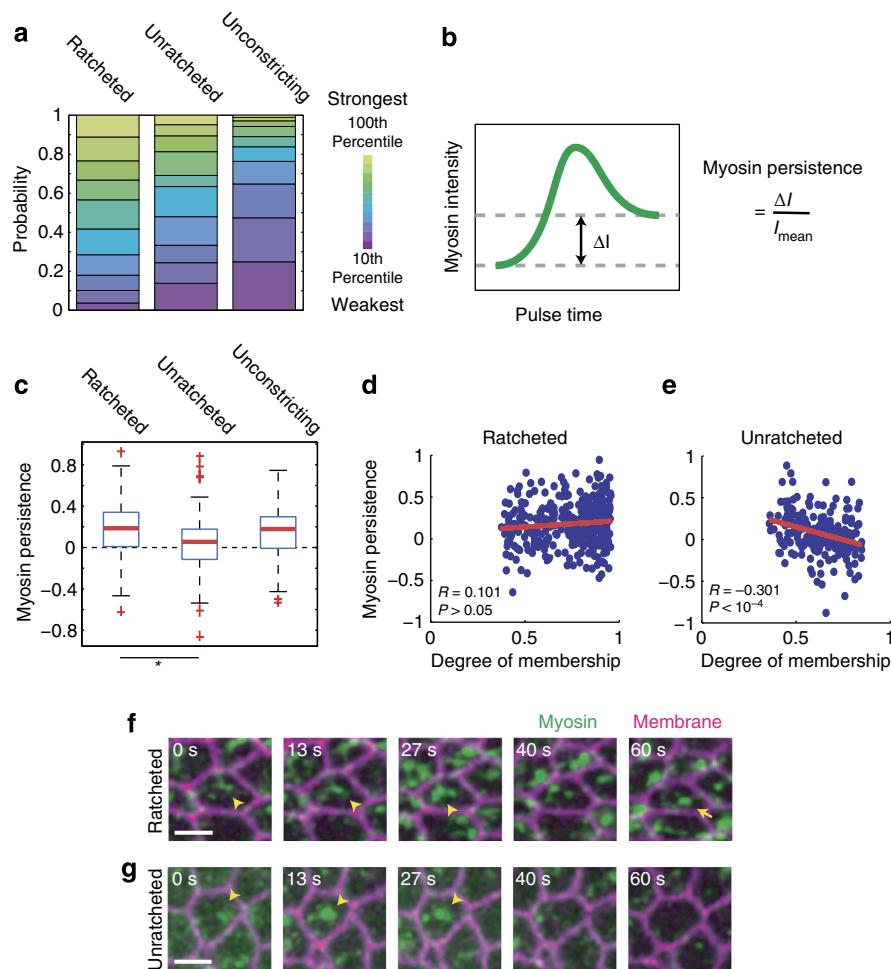 a
Ratcheted
Unratcheted
Unconstricting
Probability
1
0.8
0.6
0.4
0.2
0
Strongest
100th
Percentile
10th
Percentile
Weakest
b
Myosin intensity
ΔI
Pulse time
Myosin persistence
= ΔI
I mean
c
Ratcheted
Unratcheted
Unconstricting
Myosin persistence
0.8
0.4
0
−0.4
−0.8
*
d
Ratcheted
Myosin persistence
1
0.5
0
−0.5
−1
R = 0.101
P > 0.05
0 0.5 1
Degree of membership
e
Unratcheted
1
0.5
0
−0.5
−1
R = −0.301
P < 10−4
0 0.5 1
Degree of membership
f
Myosin Membrane
Ratcheted
0 s 13 s 27 s 40 s 60 s
g
Unratcheted
0 s 13 s 27 s 40 s 60 s